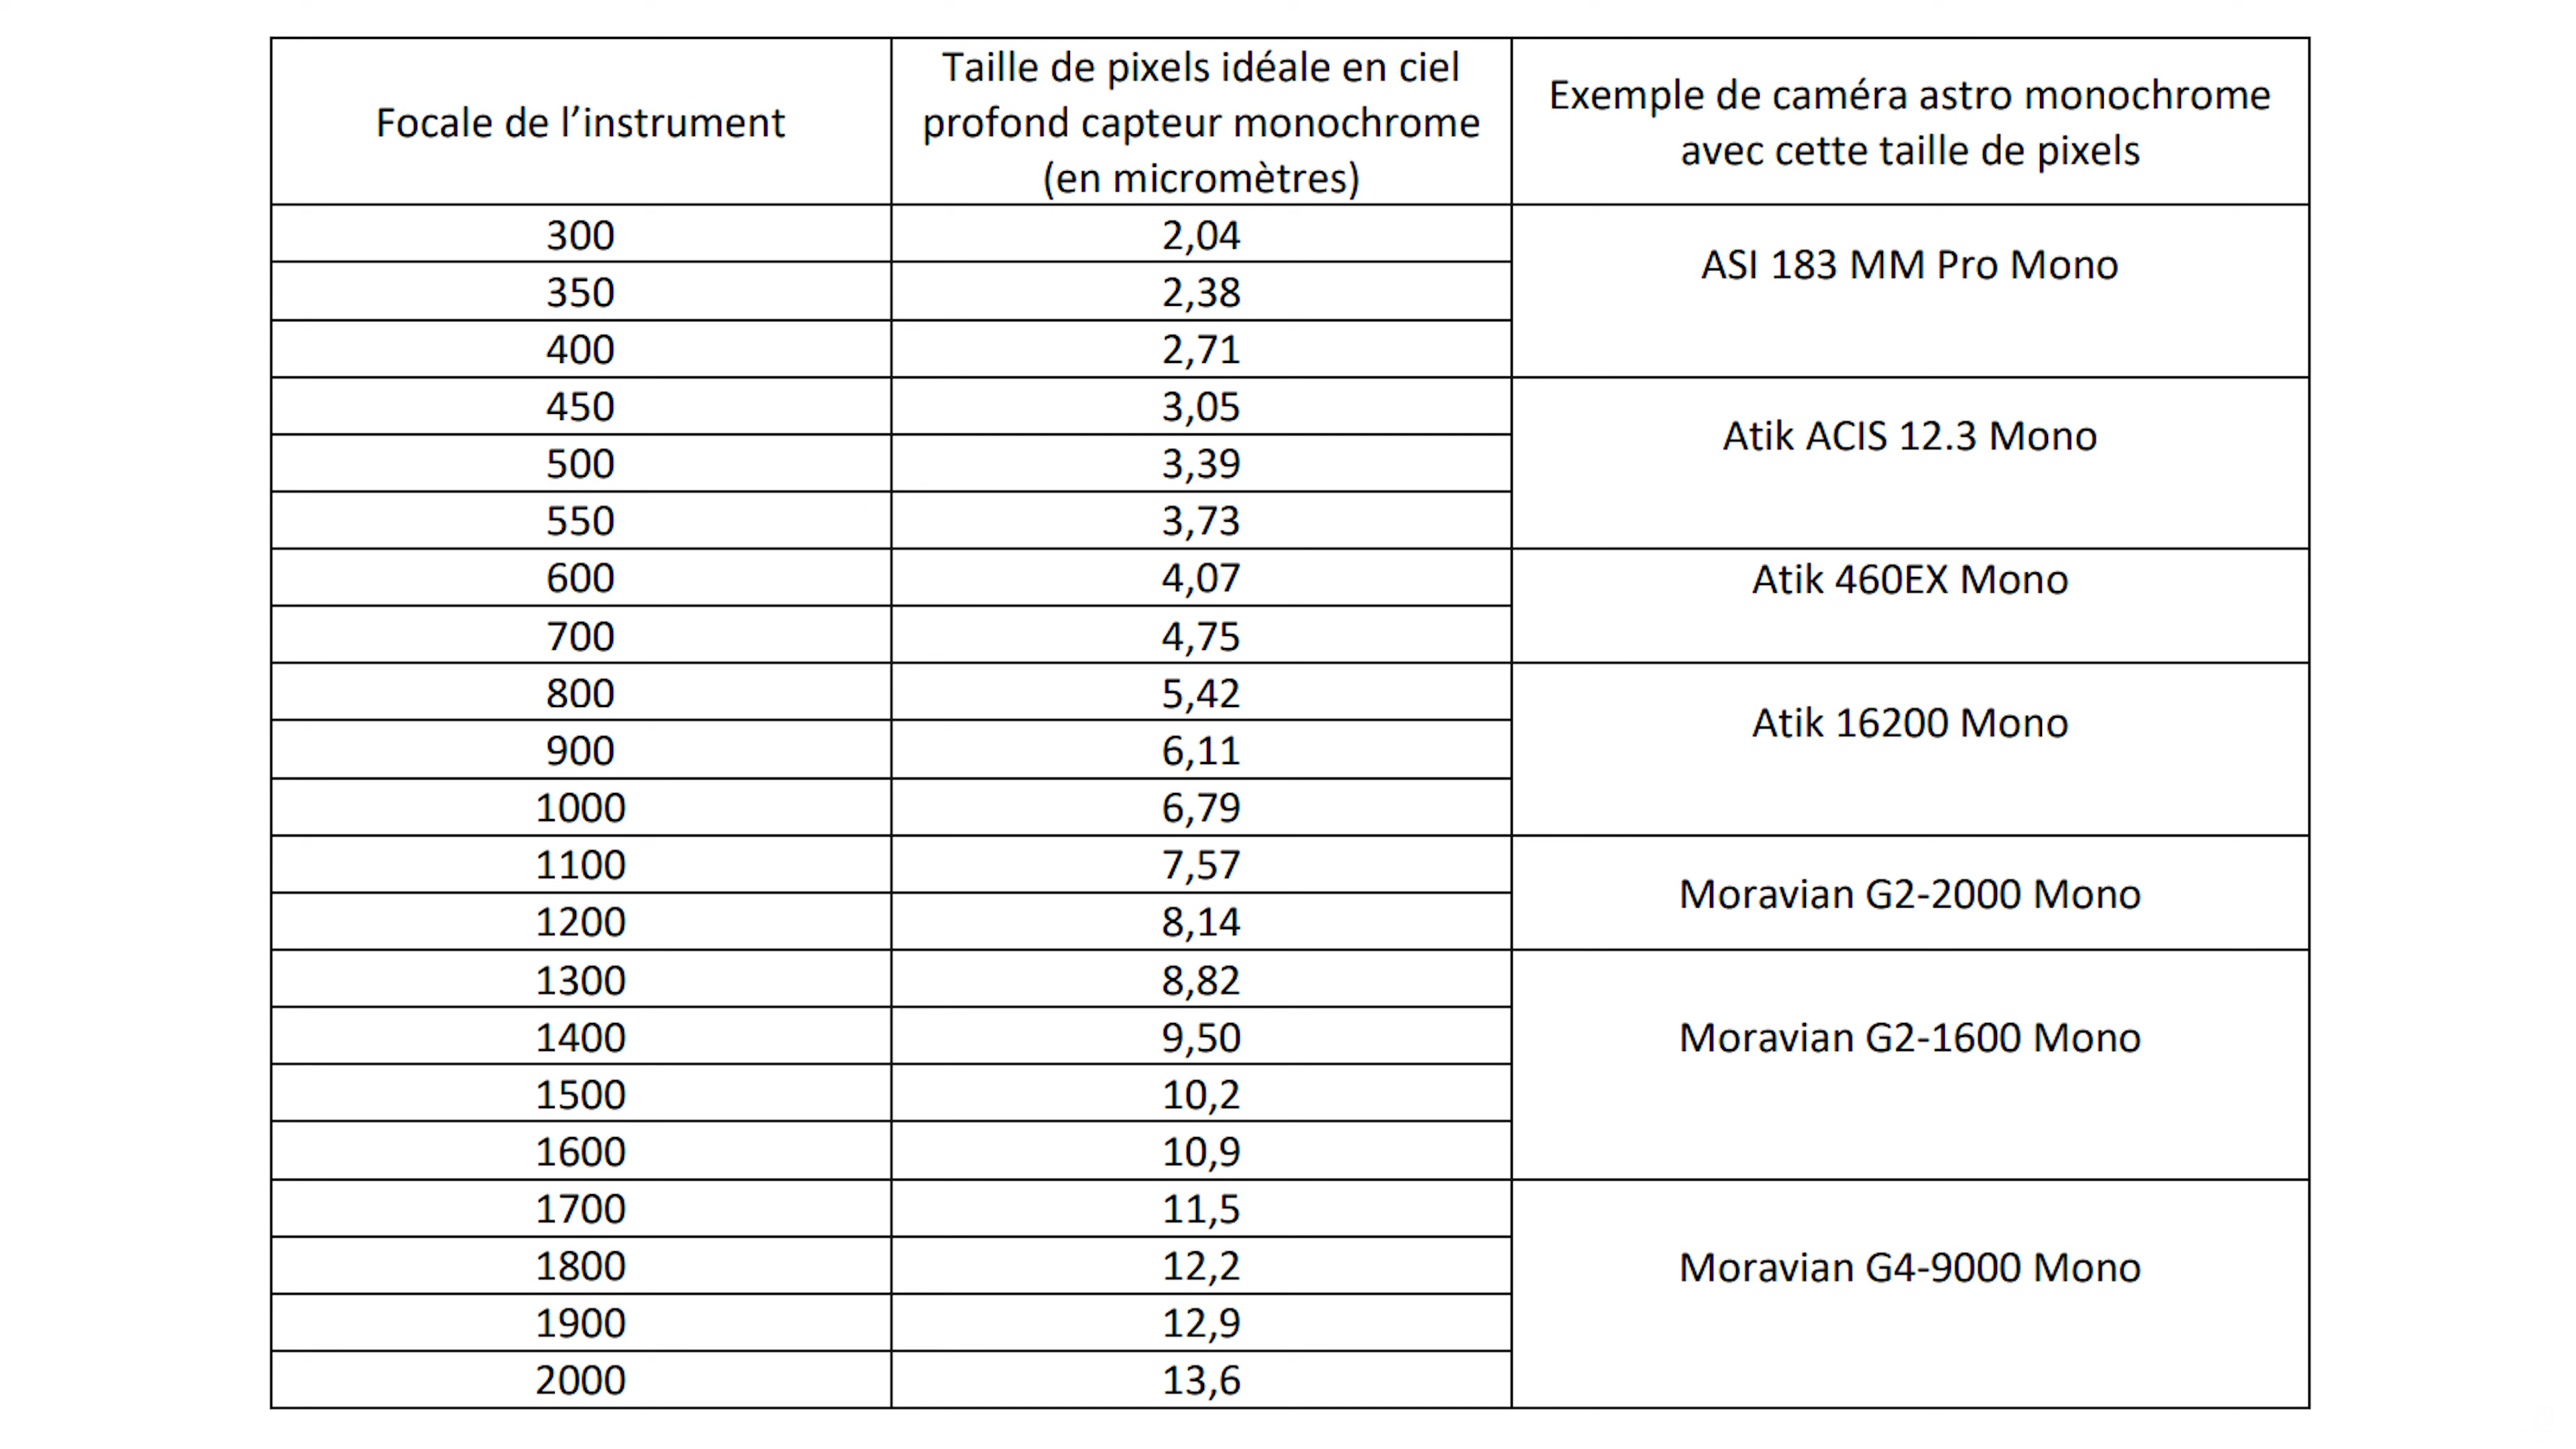 Focale de l’instrument
Taille de pixels idéale en ciel
profond capteur monochrome
(en micromètres)
Exemple de caméra astro monochrome
avec cette taille de pixels
300 2,04
ASI 183 MM Pro Mono
350 2,38
400 2,71
450 3,05
Atik ACIS 12.3 Mono
500 3,39
550 3,73
600 4,07 Atik 460EX Mono
700 4,75
800 5,42
Atik 16200 Mono
900 6,11
1000 6,79
1100 7,57
Moravian G2-2000 Mono
1200 8,14
1300 8,82
1400 9,50 Moravian G2-1600 Mono
1500 10,2
1600 10,9
1700 11,5
1800 12,2 Moravian G4-9000 Mono
1900 12,9
2000 13,6